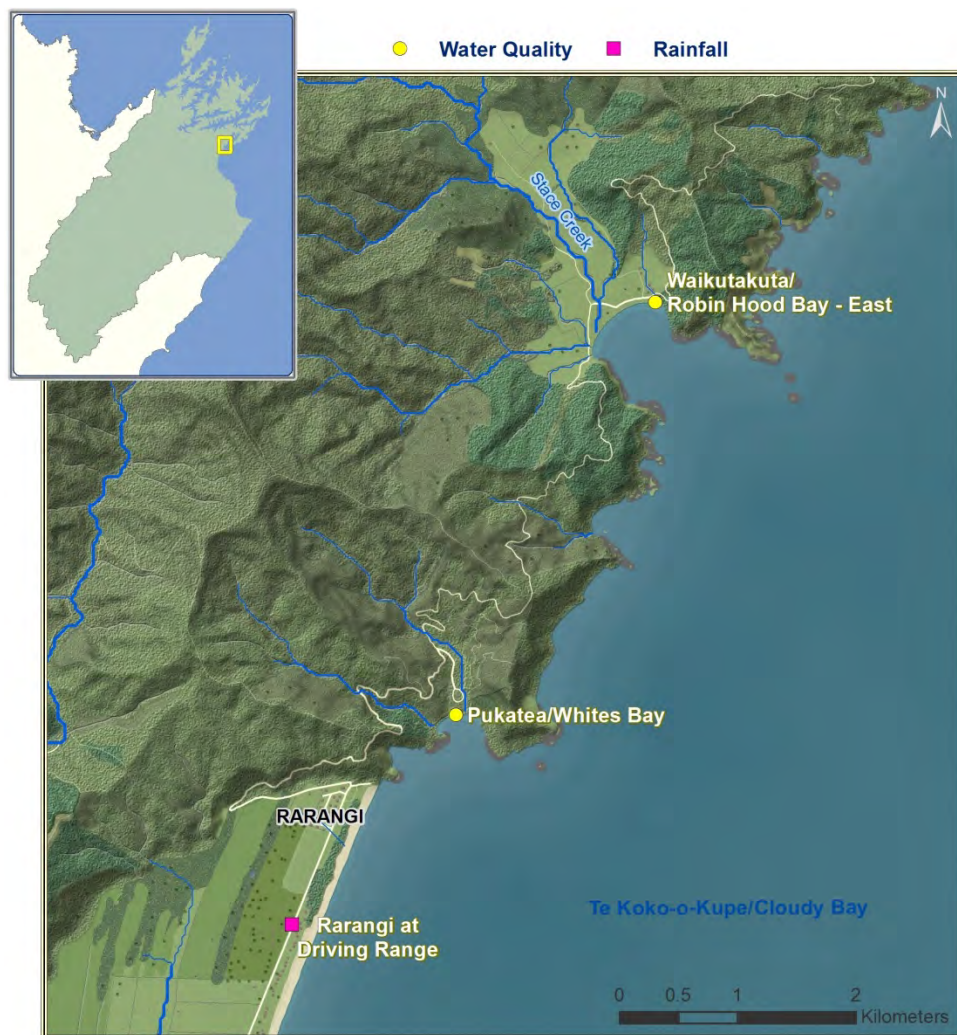 Water Quality
Rainfall
N
Stace Creek
Waikutakuta/
Robin Hood Bay - East
Pukatea/Whites Bay
RARANGI
Rarangi at
Driving Range
Te Koko-o-Kupe/Cloudy Bay
0 0.5 1 2
Kilometers